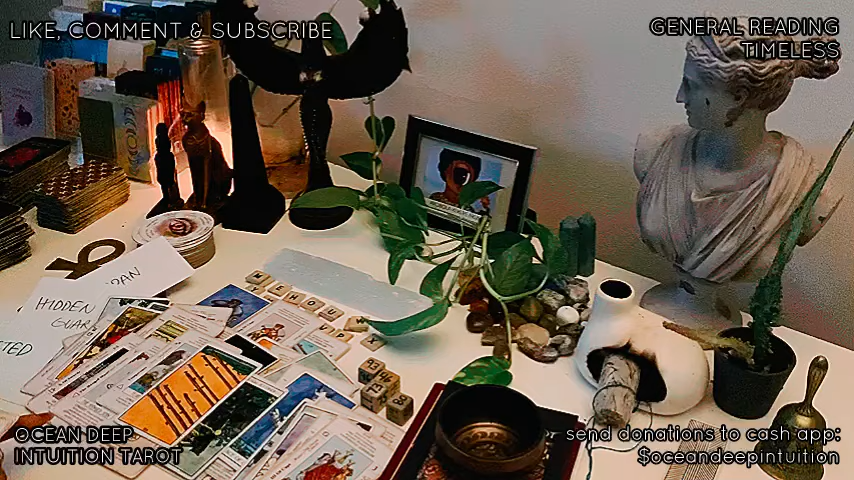 LIKE, COMMENT & SUBSCRIBE
GENERAL READING
TIMELESS
HIDDEN
OCEAN DEEP
INTUITION TAROT
send donations to cash app:
$oceandeepintuition